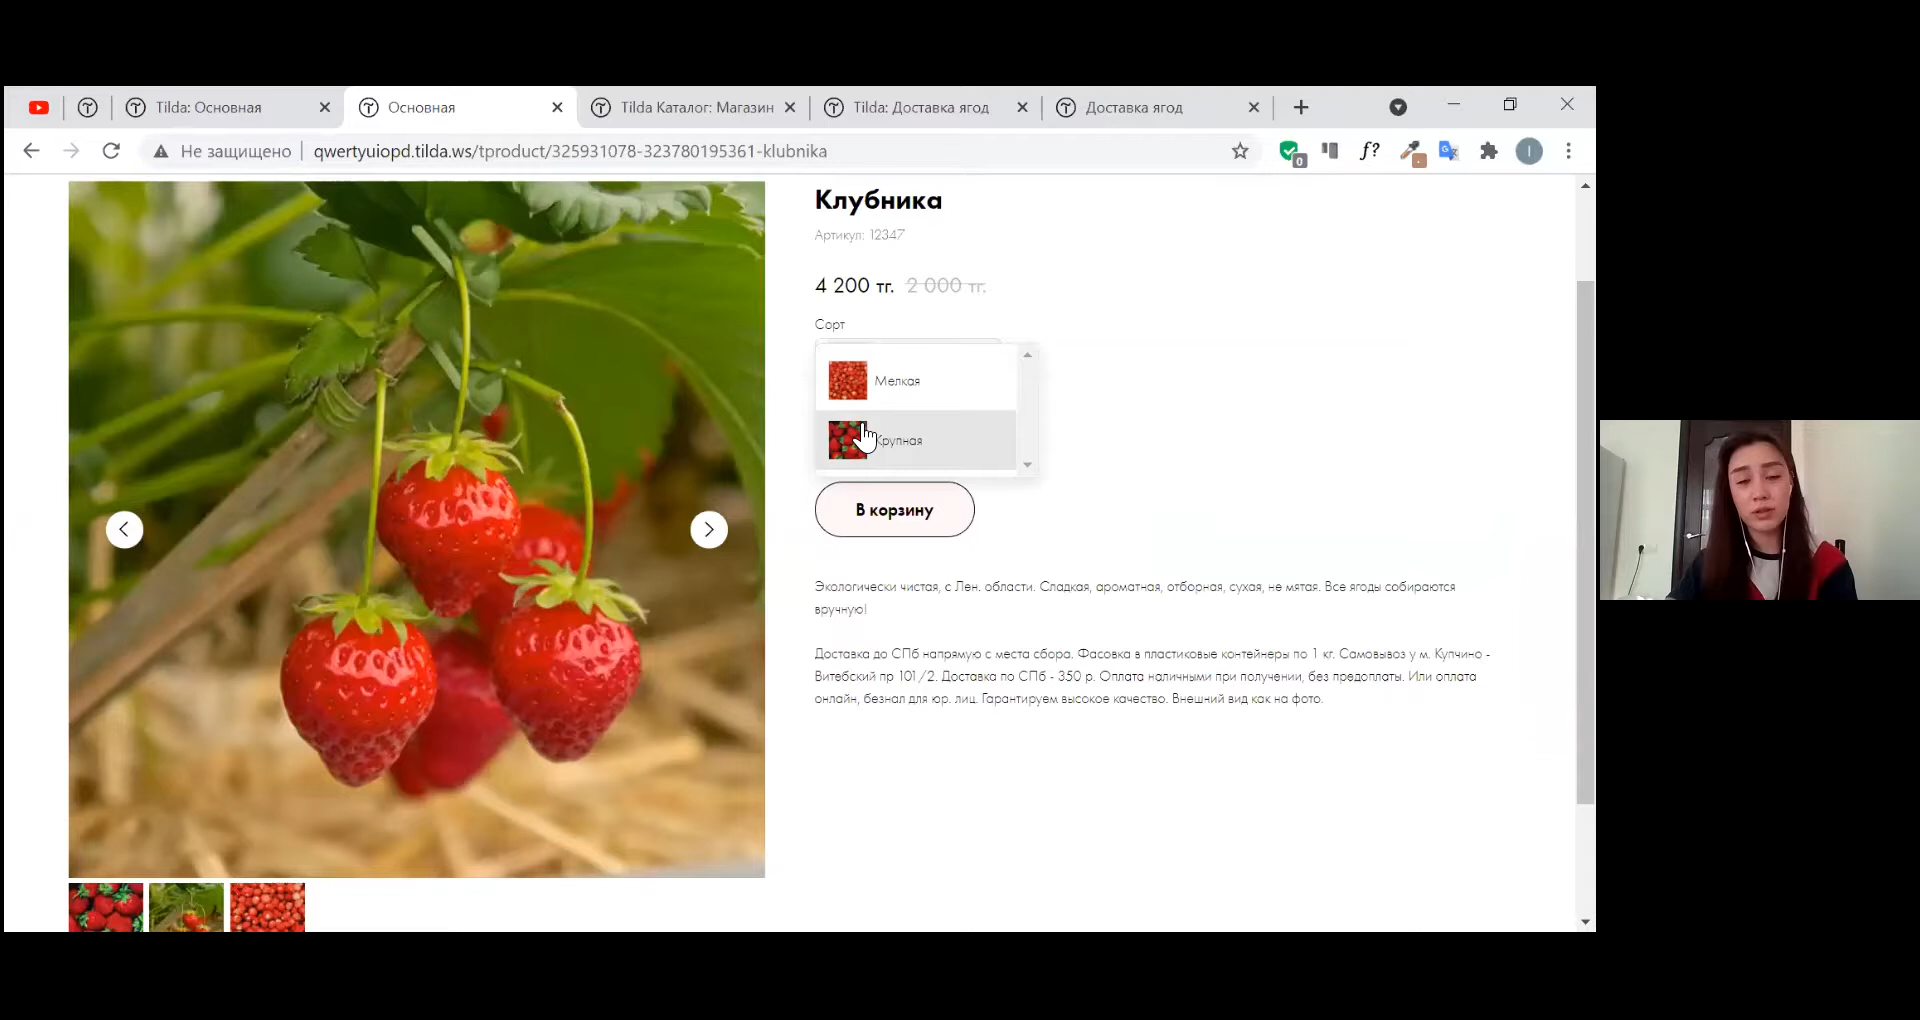 Tilda: Основная
Основная
Tilda Каталог: Магазин
Tilda: Доставка ягод
Доставка ягод
Не защищено
qwertyuiopd.tilda.ws/tproduct/325931078-323780195361-klubnika
0
f?
I
Клубника
Артикул: 12347
4 200 тг. 2 000 тг.
Сорт
Мелкая
Крупная
В корзину
Экологически чистая, с Лен. области. Сладкая, ароматная, отборная, сухая, не мятая. Все ягоды собираются
вручную!
Доставка до СПб напрямую с места сбора. Фасовка в пластиковые контейнеры по 1 кг. Самовывоз у м. Купчино -
Витебский пр 101/2. Доставка по СПб - 350 р. Оплата наличными при получении, без предоплаты. Или оплата
онлайн, безнал для юр. лиц. Гарантируем высокое качество. Внешний вид как на фото.